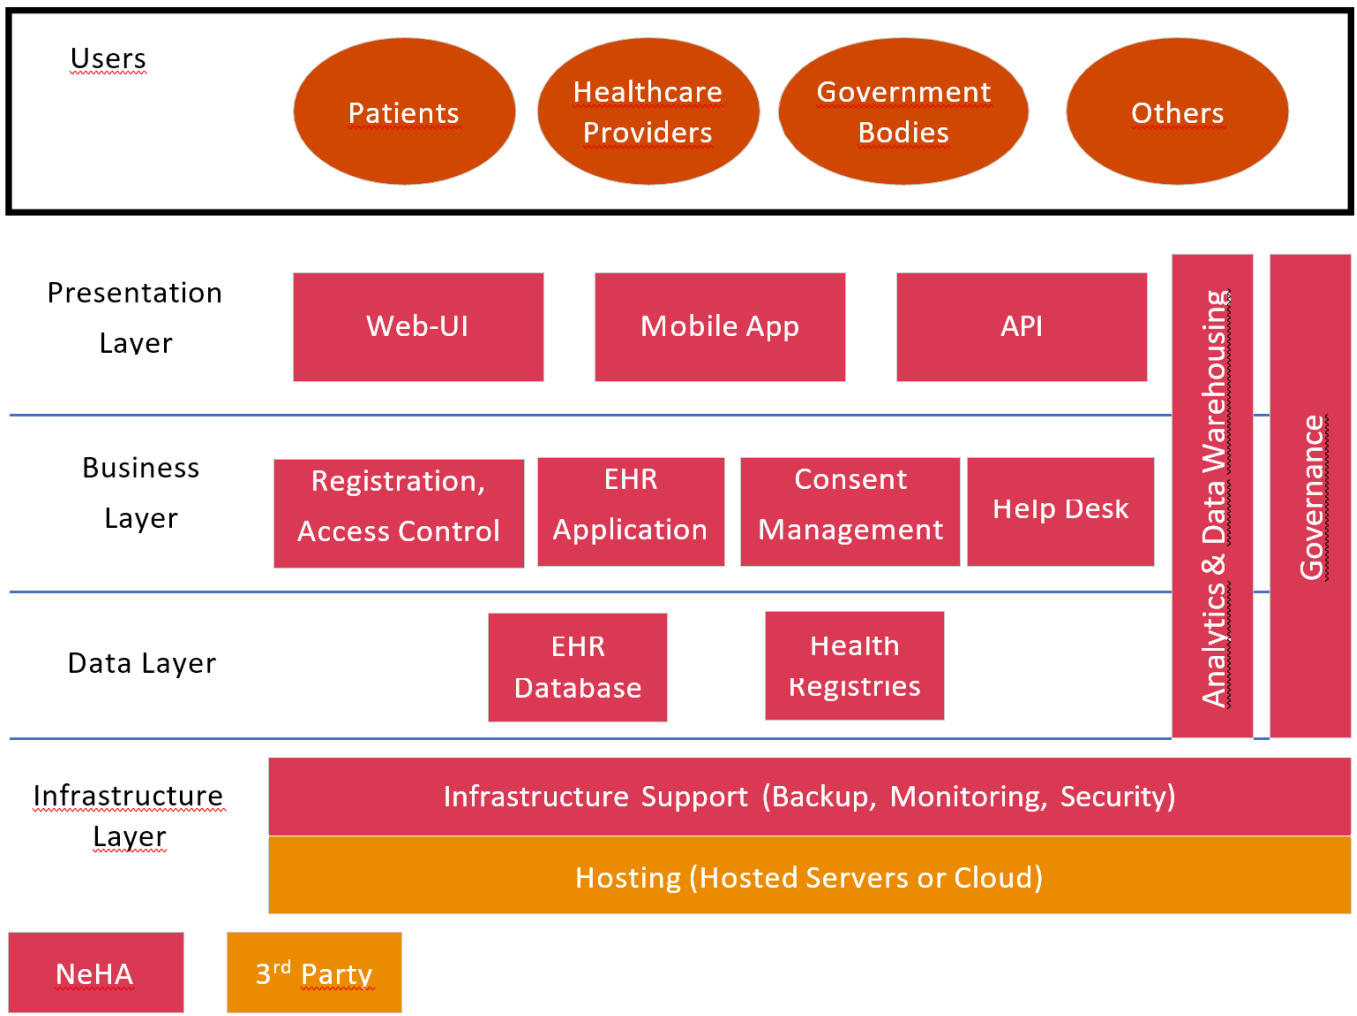 Users
Patients
Healthcare
Providers
Government
Bodies
Others
Presentation
Layer
Web-UI
Mobile App
API
Business
Layer
Registration,
Access Control
EHR
Application
Consent
Management
Help Desk
Data Layer
EHR
Database
Health
Registries
Analytics & Data Warehousing
Governance
Infrastructure
Layer
Infrastructure Support (Backup, Monitoring, Security)
Hosting (Hosted Servers or Cloud)
NeHA
3rd Party